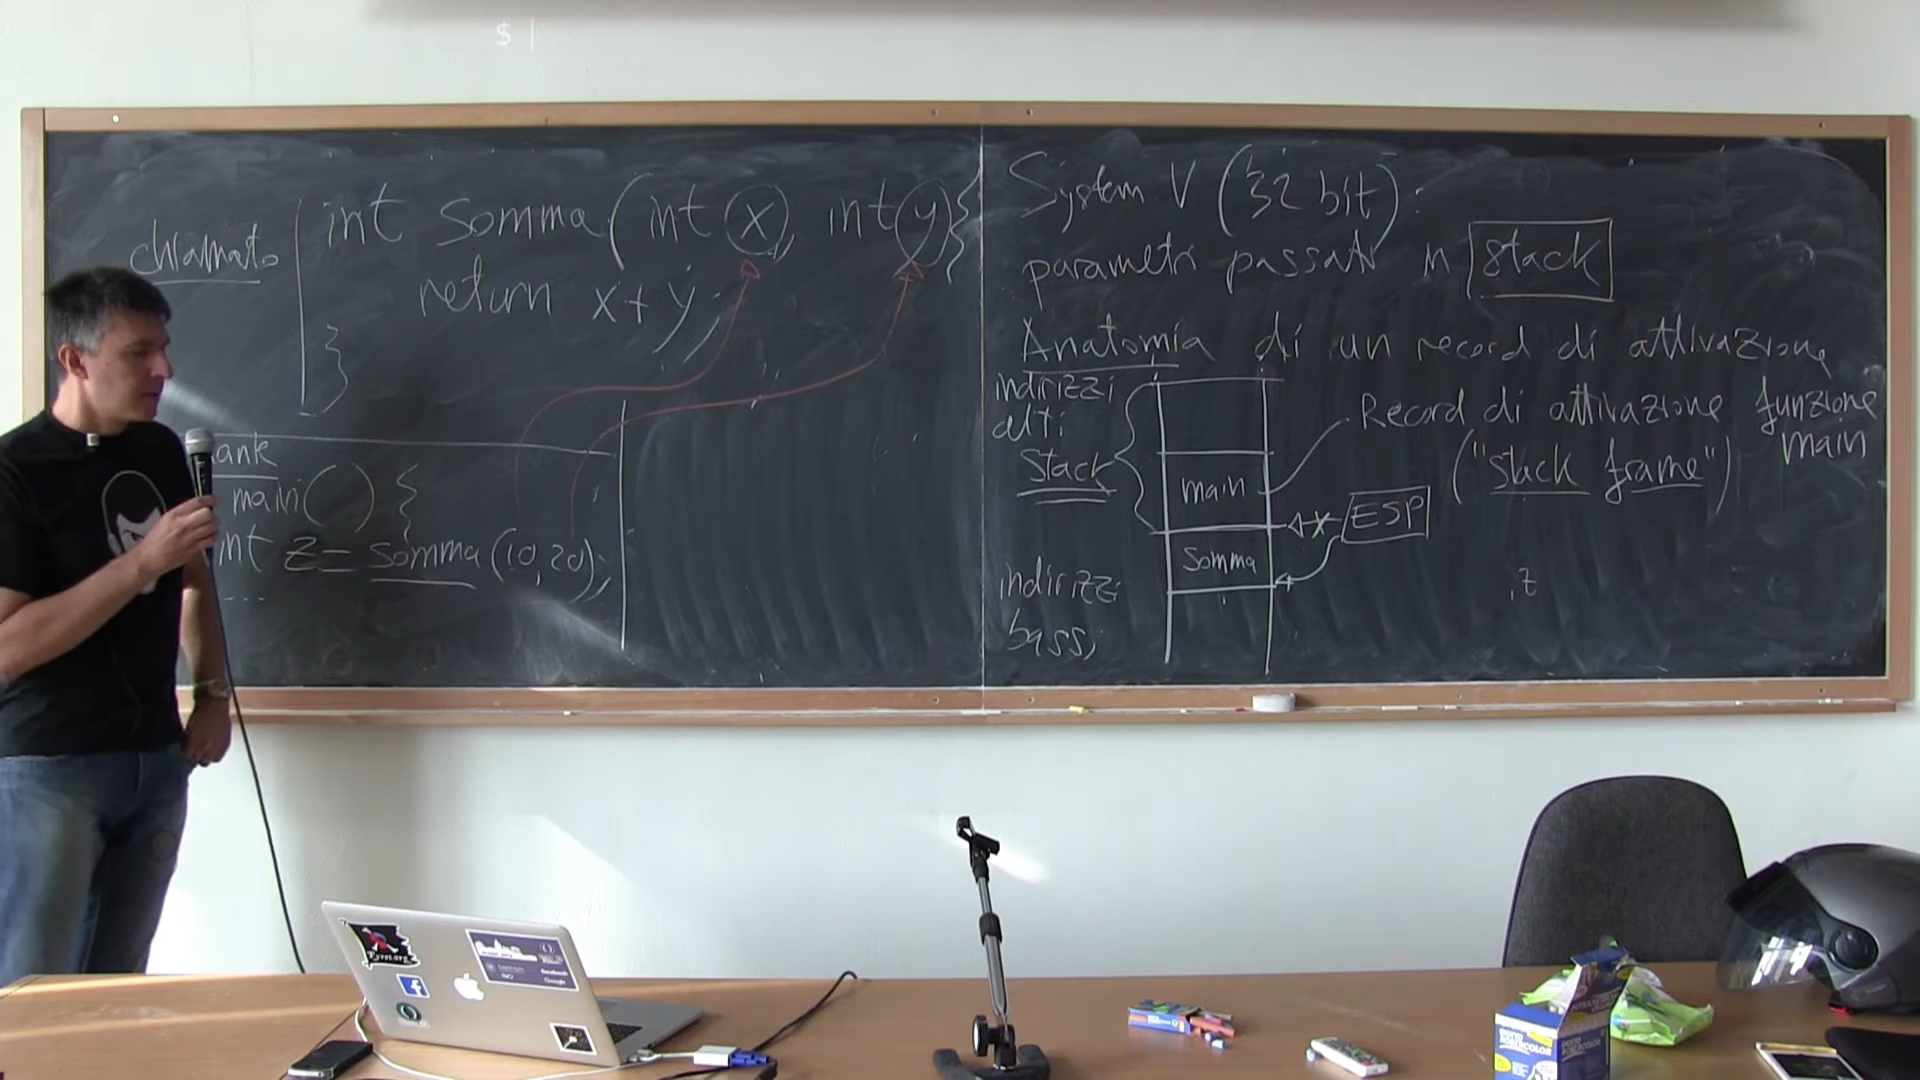 $
chiamato
int somma(int x, int y){
return x+y;
}
main() {
int z = somma(10,20);
...
System V (32 bit):
parametri passati in stack
Anatomia di un record di attivazione
indirizzi
alti
Stack
main
somma
indirizzi
bassi
Record di attivazione funzione
main
("stack frame")
ESP
z
facebook
Google